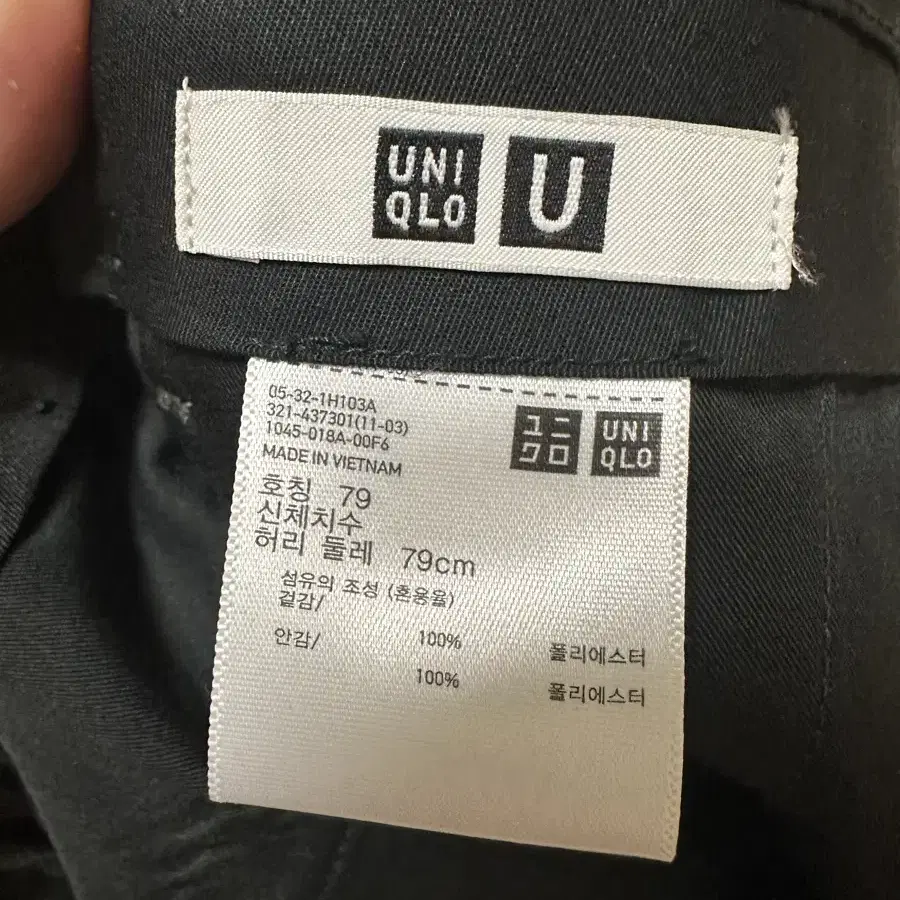 UNI
QLO
U
05-32-1H103A
321-437301(11-03)
1045-018A-00F6
MADE IN VIETNAM
ユニ
クロ
UNI
QLO
호칭 79
신체치수
허리 둘레 79cm
섬유의 조성 (혼용율)
겉감/
100% 폴리에스터
안감/
100% 폴리에스터